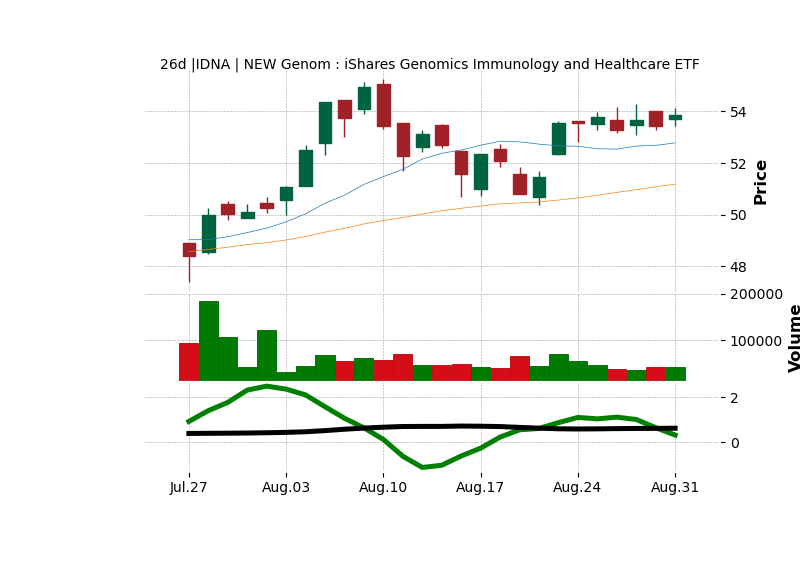 26d |IDNA | NEW Genom : iShares Genomics Immunology and Healthcare ETF
54
52
50
48
Price
200000
100000
Volume
2
0
Jul.27 Aug.03 Aug.10 Aug.17 Aug.24 Aug.31